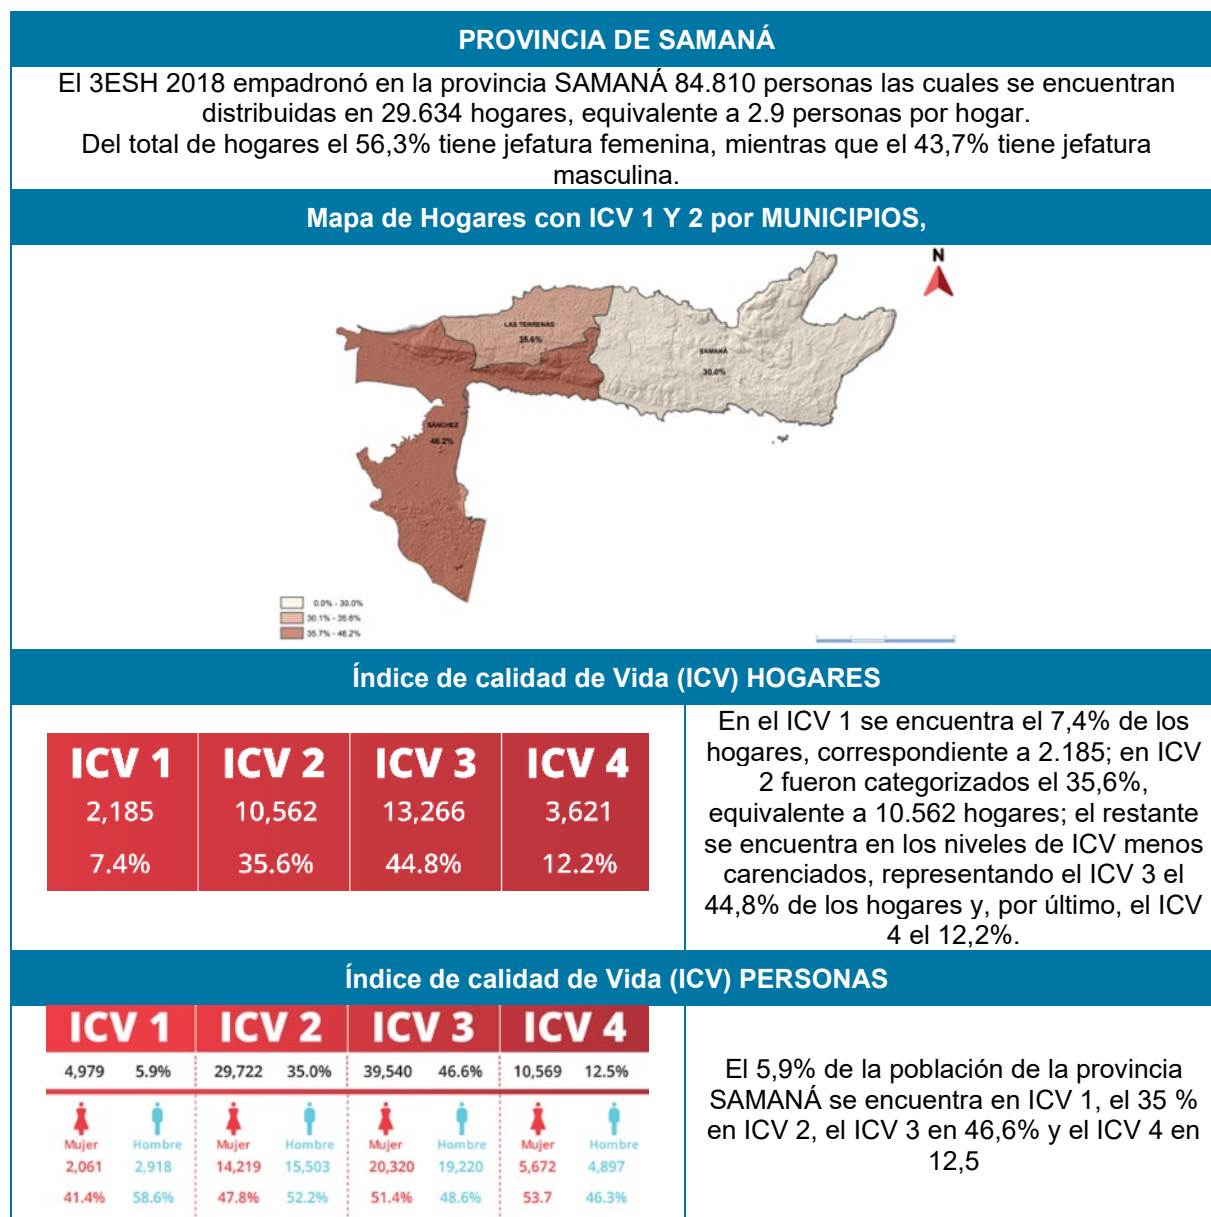 PROVINCIA DE SAMANÁ
El 3ESH 2018 empadronó en la provincia SAMANÁ 84.810 personas las cuales se encuentran
distribuidas en 29.634 hogares, equivalente a 2.9 personas por hogar.
Del total de hogares el 56,3% tiene jefatura femenina, mientras que el 43,7% tiene jefatura
masculina.
Mapa de Hogares con ICV 1 Y 2 por MUNICIPIOS,
N
LAS TERRENAS
35.6%
SAMANÁ
30.0%
SÁNCHEZ
46.2%
0.0% - 30.0%
30.1% - 35.6%
35.7% - 46.2%
Índice de calidad de Vida (ICV) HOGARES
ICV 1 ICV 2 ICV 3 ICV 4
2,185 10,562 13,266 3,621
7.4% 35.6% 44.8% 12.2%
En el ICV 1 se encuentra el 7,4% de los
hogares, correspondiente a 2.185; en ICV
2 fueron categorizados el 35,6%,
equivalente a 10.562 hogares; el restante
se encuentra en los niveles de ICV menos
carenciados, representando el ICV 3 el
44,8% de los hogares y, por último, el ICV
4 el 12,2%.
Índice de calidad de Vida (ICV) PERSONAS
ICV 1 ICV 2 ICV 3 ICV 4
4,979 5.9% 29,722 35.0% 39,540 46.6% 10,569 12.5%
Mujer Hombre Mujer Hombre Mujer Hombre Mujer Hombre
2,061 2,918 14,219 15,503 20,320 19,220 5,672 4,897
41.4% 58.6% 47.8% 52.2% 51.4% 48.6% 53.7 46.3%
El 5,9% de la población de la provincia
SAMANÁ se encuentra en ICV 1, el 35 %
en ICV 2, el ICV 3 en 46,6% y el ICV 4 en
12,5